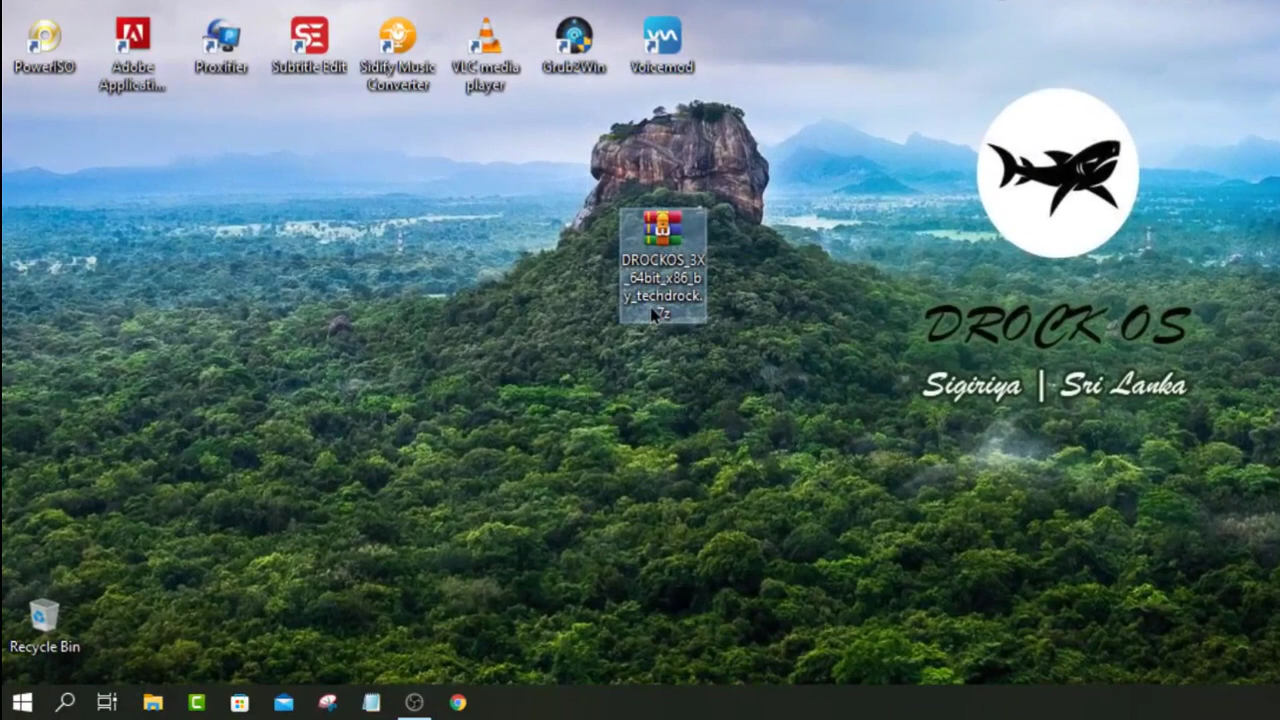 PowerISO
Adobe
Applicati...
Proxifier
Subtitle Edit
Sidify Music
Converter
VLC media
player
Grub2Win
Voicemod
DROCKOS_3X
_64bit_x86_b
y_techdrock.
7z
DROCK OS
Sigiriya | Sri Lanka
Recycle Bin